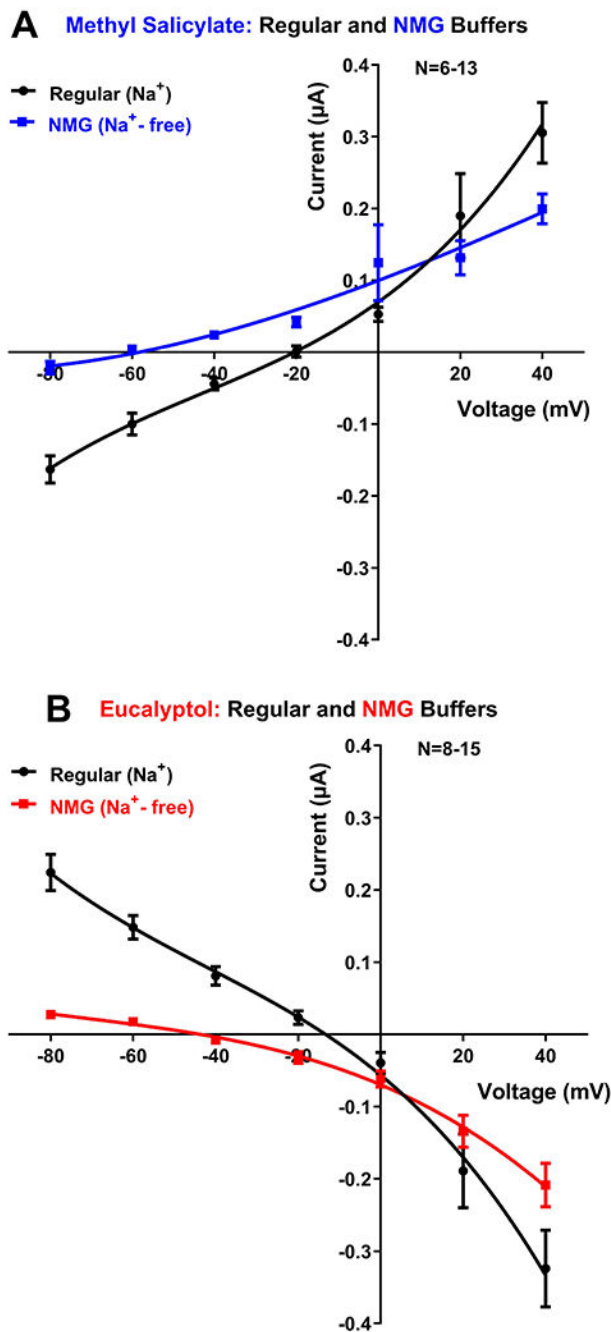 A Methyl Salicylate: Regular and NMG Buffers
0.4
N=6-13
Regular (Na⁺)
NMG (Na⁺- free)
Current (µA)
0.3
0.2
0.1
-80 -60 -40 -20 20 40
Voltage (mV)
-0.1
-0.2
-0.3
-0.4
B Eucalyptol: Regular and NMG Buffers
0.4
N=8-15
Regular (Na⁺)
NMG (Na⁺- free)
Current (µA)
0.3
0.2
0.1
-80 -60 -40 -20 20 40
Voltage (mV)
-0.1
-0.2
-0.3
-0.4